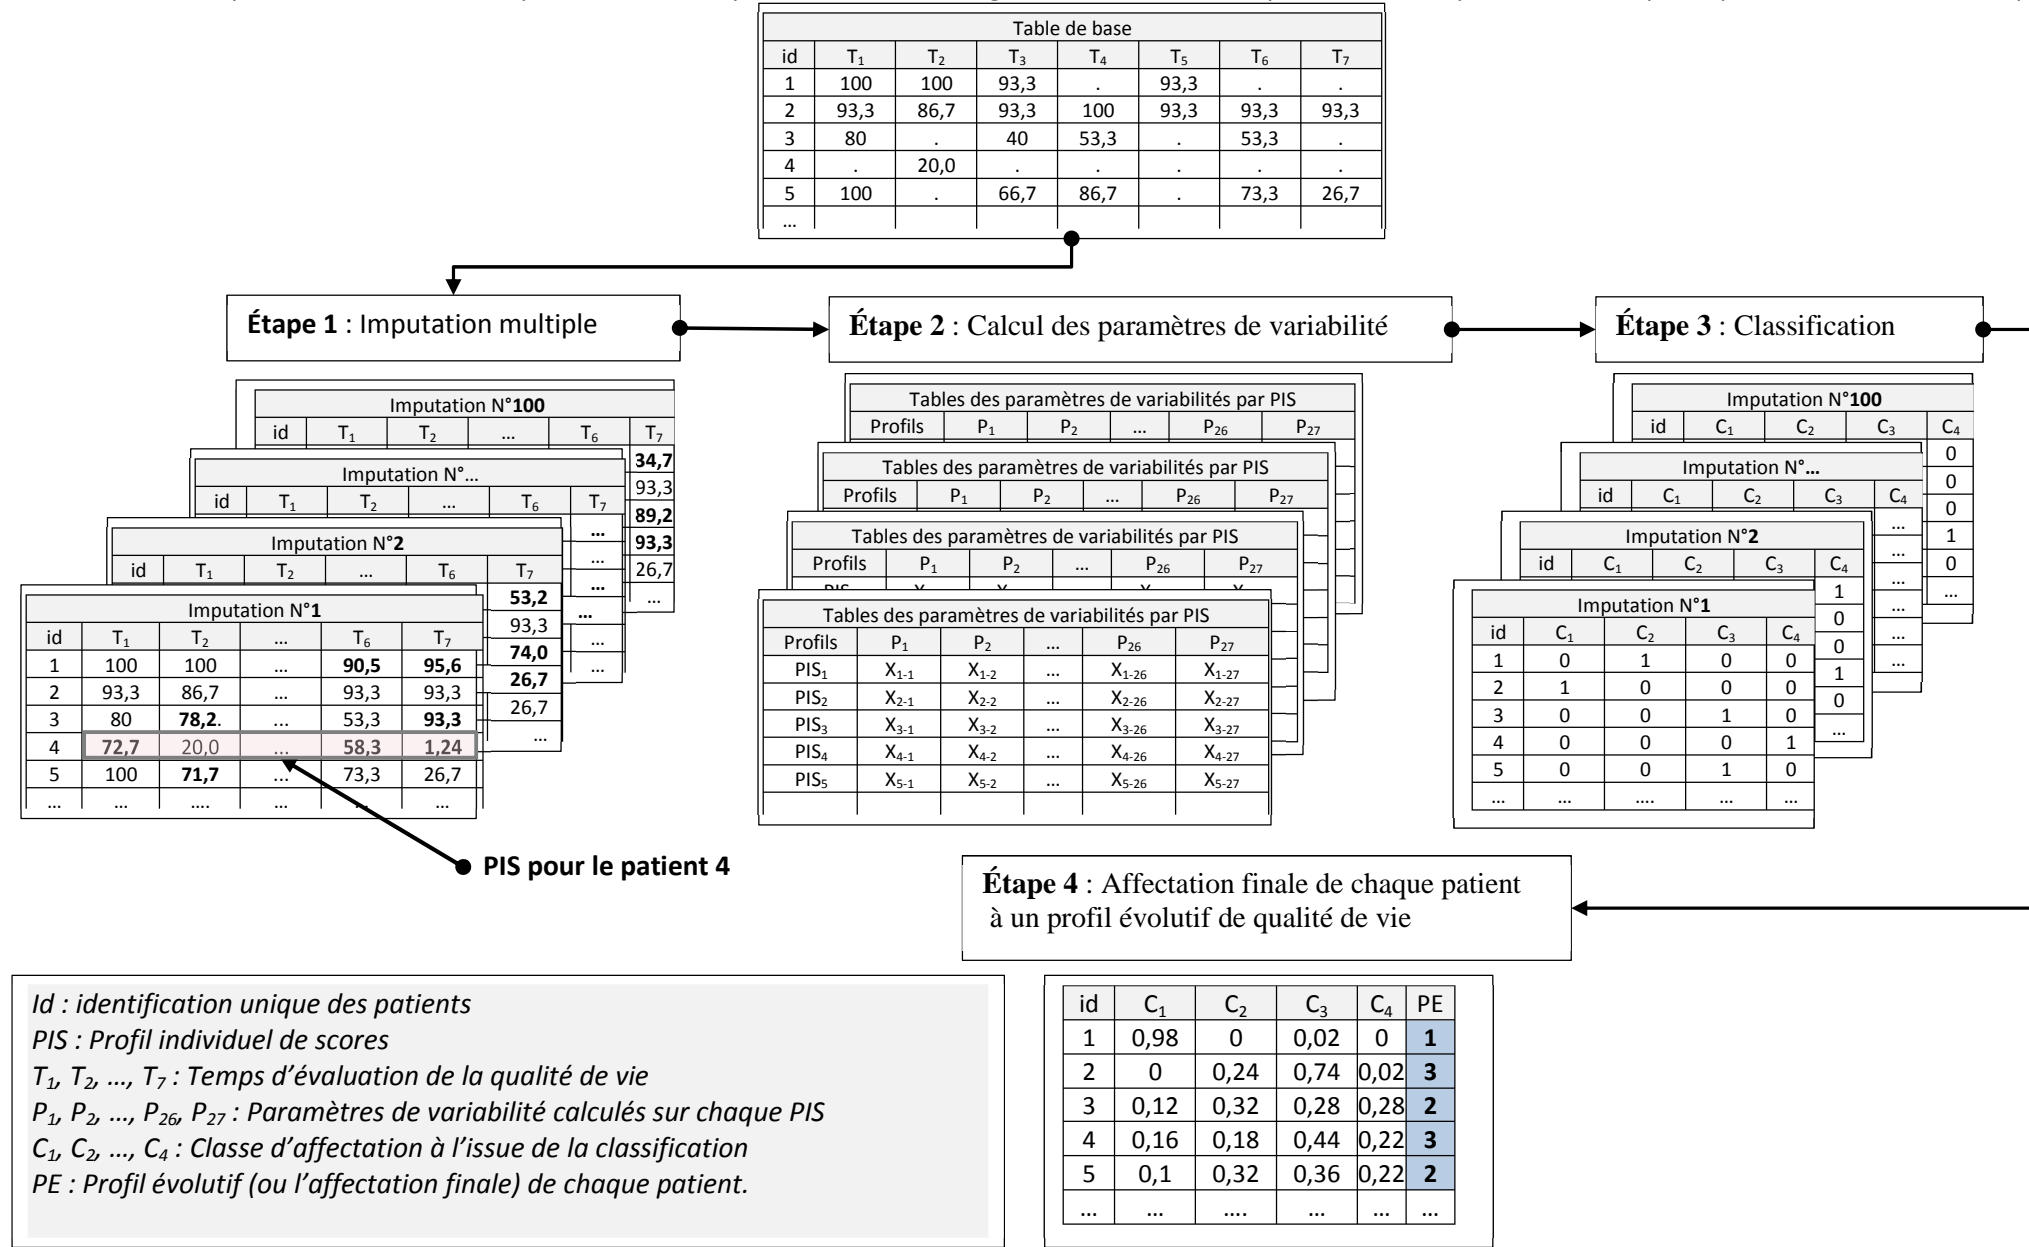 Table de base
id T1 T2 T3 T4 T5 T6 T7
1 100 100 93,3 . 93,3 . .
2 93,3 86,7 93,3 100 93,3 93,3 93,3
3 80 . 40 53,3 . 53,3 .
4 . 20,0 . . . . .
5 100 . 66,7 86,7 . 73,3 26,7
...
Étape 1 : Imputation multiple
Étape 2 : Calcul des paramètres de variabilité
Étape 3 : Classification
Imputation N°100
id T1 T2 ... T6 T7
34,7
93,3
89,2
93,3
26,7
...
Imputation N°...
id T1 T2 ... T6 T7
...
...
...
...
...
...
Imputation N°2
id T1 T2 ... T6 T7
53,2
93,3
74,0
26,7
26,7
...
Imputation N°1
id T1 T2 ... T6 T7
1 100 100 ... 90,5 95,6
2 93,3 86,7 ... 93,3 93,3
3 80 78,2. ... 53,3 93,3
4 72,7 20,0 ... 58,3 1,24
5 100 71,7 ... 73,3 26,7
... ... .... ... ... ...
PIS pour le patient 4
Tables des paramètres de variabilités par PIS
Profils P1 P2 ... P26 P27
Tables des paramètres de variabilités par PIS
Profils P1 P2 ... P26 P27
Tables des paramètres de variabilités par PIS
Profils P1 P2 ... P26 P27
Tables des paramètres de variabilités par PIS
Profils P1 P2 ... P26 P27
PIS1 X1-1 X1-2 ... X1-26 X1-27
PIS2 X2-1 X2-2 ... X2-26 X2-27
PIS3 X3-1 X3-2 ... X3-26 X3-27
PIS4 X4-1 X4-2 ... X4-26 X4-27
PIS5 X5-1 X5-2 ... X5-26 X5-27
Imputation N°100
id C1 C2 C3 C4
0
0
0
1
0
...
Imputation N°...
id C1 C2 C3 C4
...
...
...
...
...
...
Imputation N°2
id C1 C2 C3 C4
1
0
0
1
0
...
Imputation N°1
id C1 C2 C3 C4
1 0 1 0 0
2 1 0 0 0
3 0 0 1 0
4 0 0 0 1
5 0 0 1 0
... ... .... ... ...
Étape 4 : Affectation finale de chaque patient
à un profil évolutif de qualité de vie
Id : identification unique des patients
PIS : Profil individuel de scores
T1, T2, ..., T7 : Temps d'évaluation de la qualité de vie
P1, P2, ..., P26, P27 : Paramètres de variabilité calculés sur chaque PIS
C1, C2, ..., C4 : Classe d'affectation à l'issue de la classification
PE : Profil évolutif (ou l'affectation finale) de chaque patient.
id C1 C2 C3 C4 PE
1 0,98 0 0,02 0 1
2 0 0,24 0,74 0,02 3
3 0,12 0,32 0,28 0,28 2
4 0,16 0,18 0,44 0,22 3
5 0,1 0,32 0,36 0,22 2
... ... .... ... ... ...